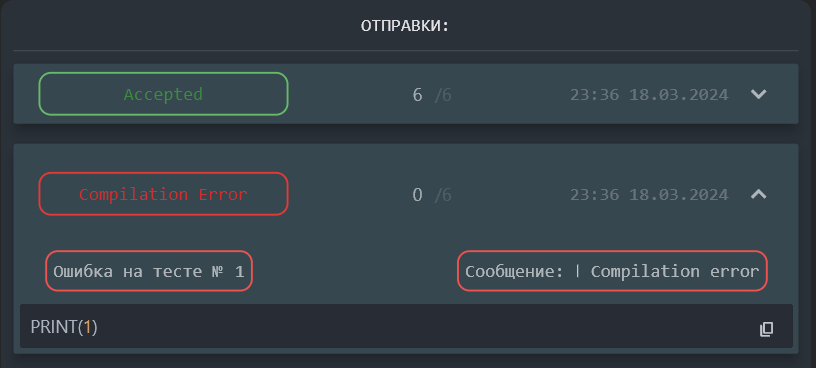 ОТПРАВКИ:
Accepted 6 /6 23:36 18.03.2024
Compilation Error 0 /6 23:36 18.03.2024
Ошибка на тесте № 1 Сообщение: | Compilation error
PRINT(1)